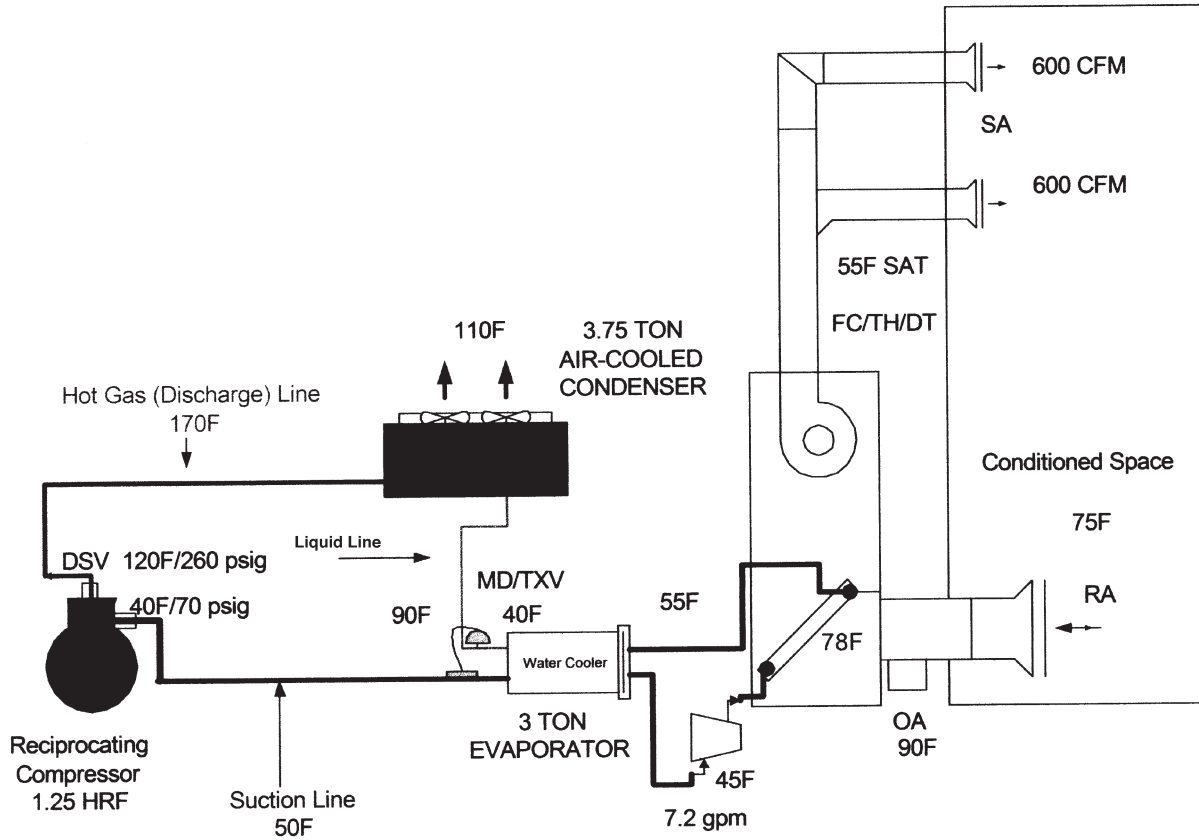 600 CFM
SA
600 CFM
55F SAT
FC/TH/DT
110F
3.75 TON
AIR-COOLED
CONDENSER
Hot Gas (Discharge) Line
170F
Conditioned Space
75F
Liquid Line
DSV 120F/260 psig
MD/TXV
40F/70 psig
90F
40F
55F
RA
78F
Water Cooler
3 TON
EVAPORATOR
OA
90F
Reciprocating
Compressor
1.25 HRF
45F
Suction Line
50F
7.2 gpm